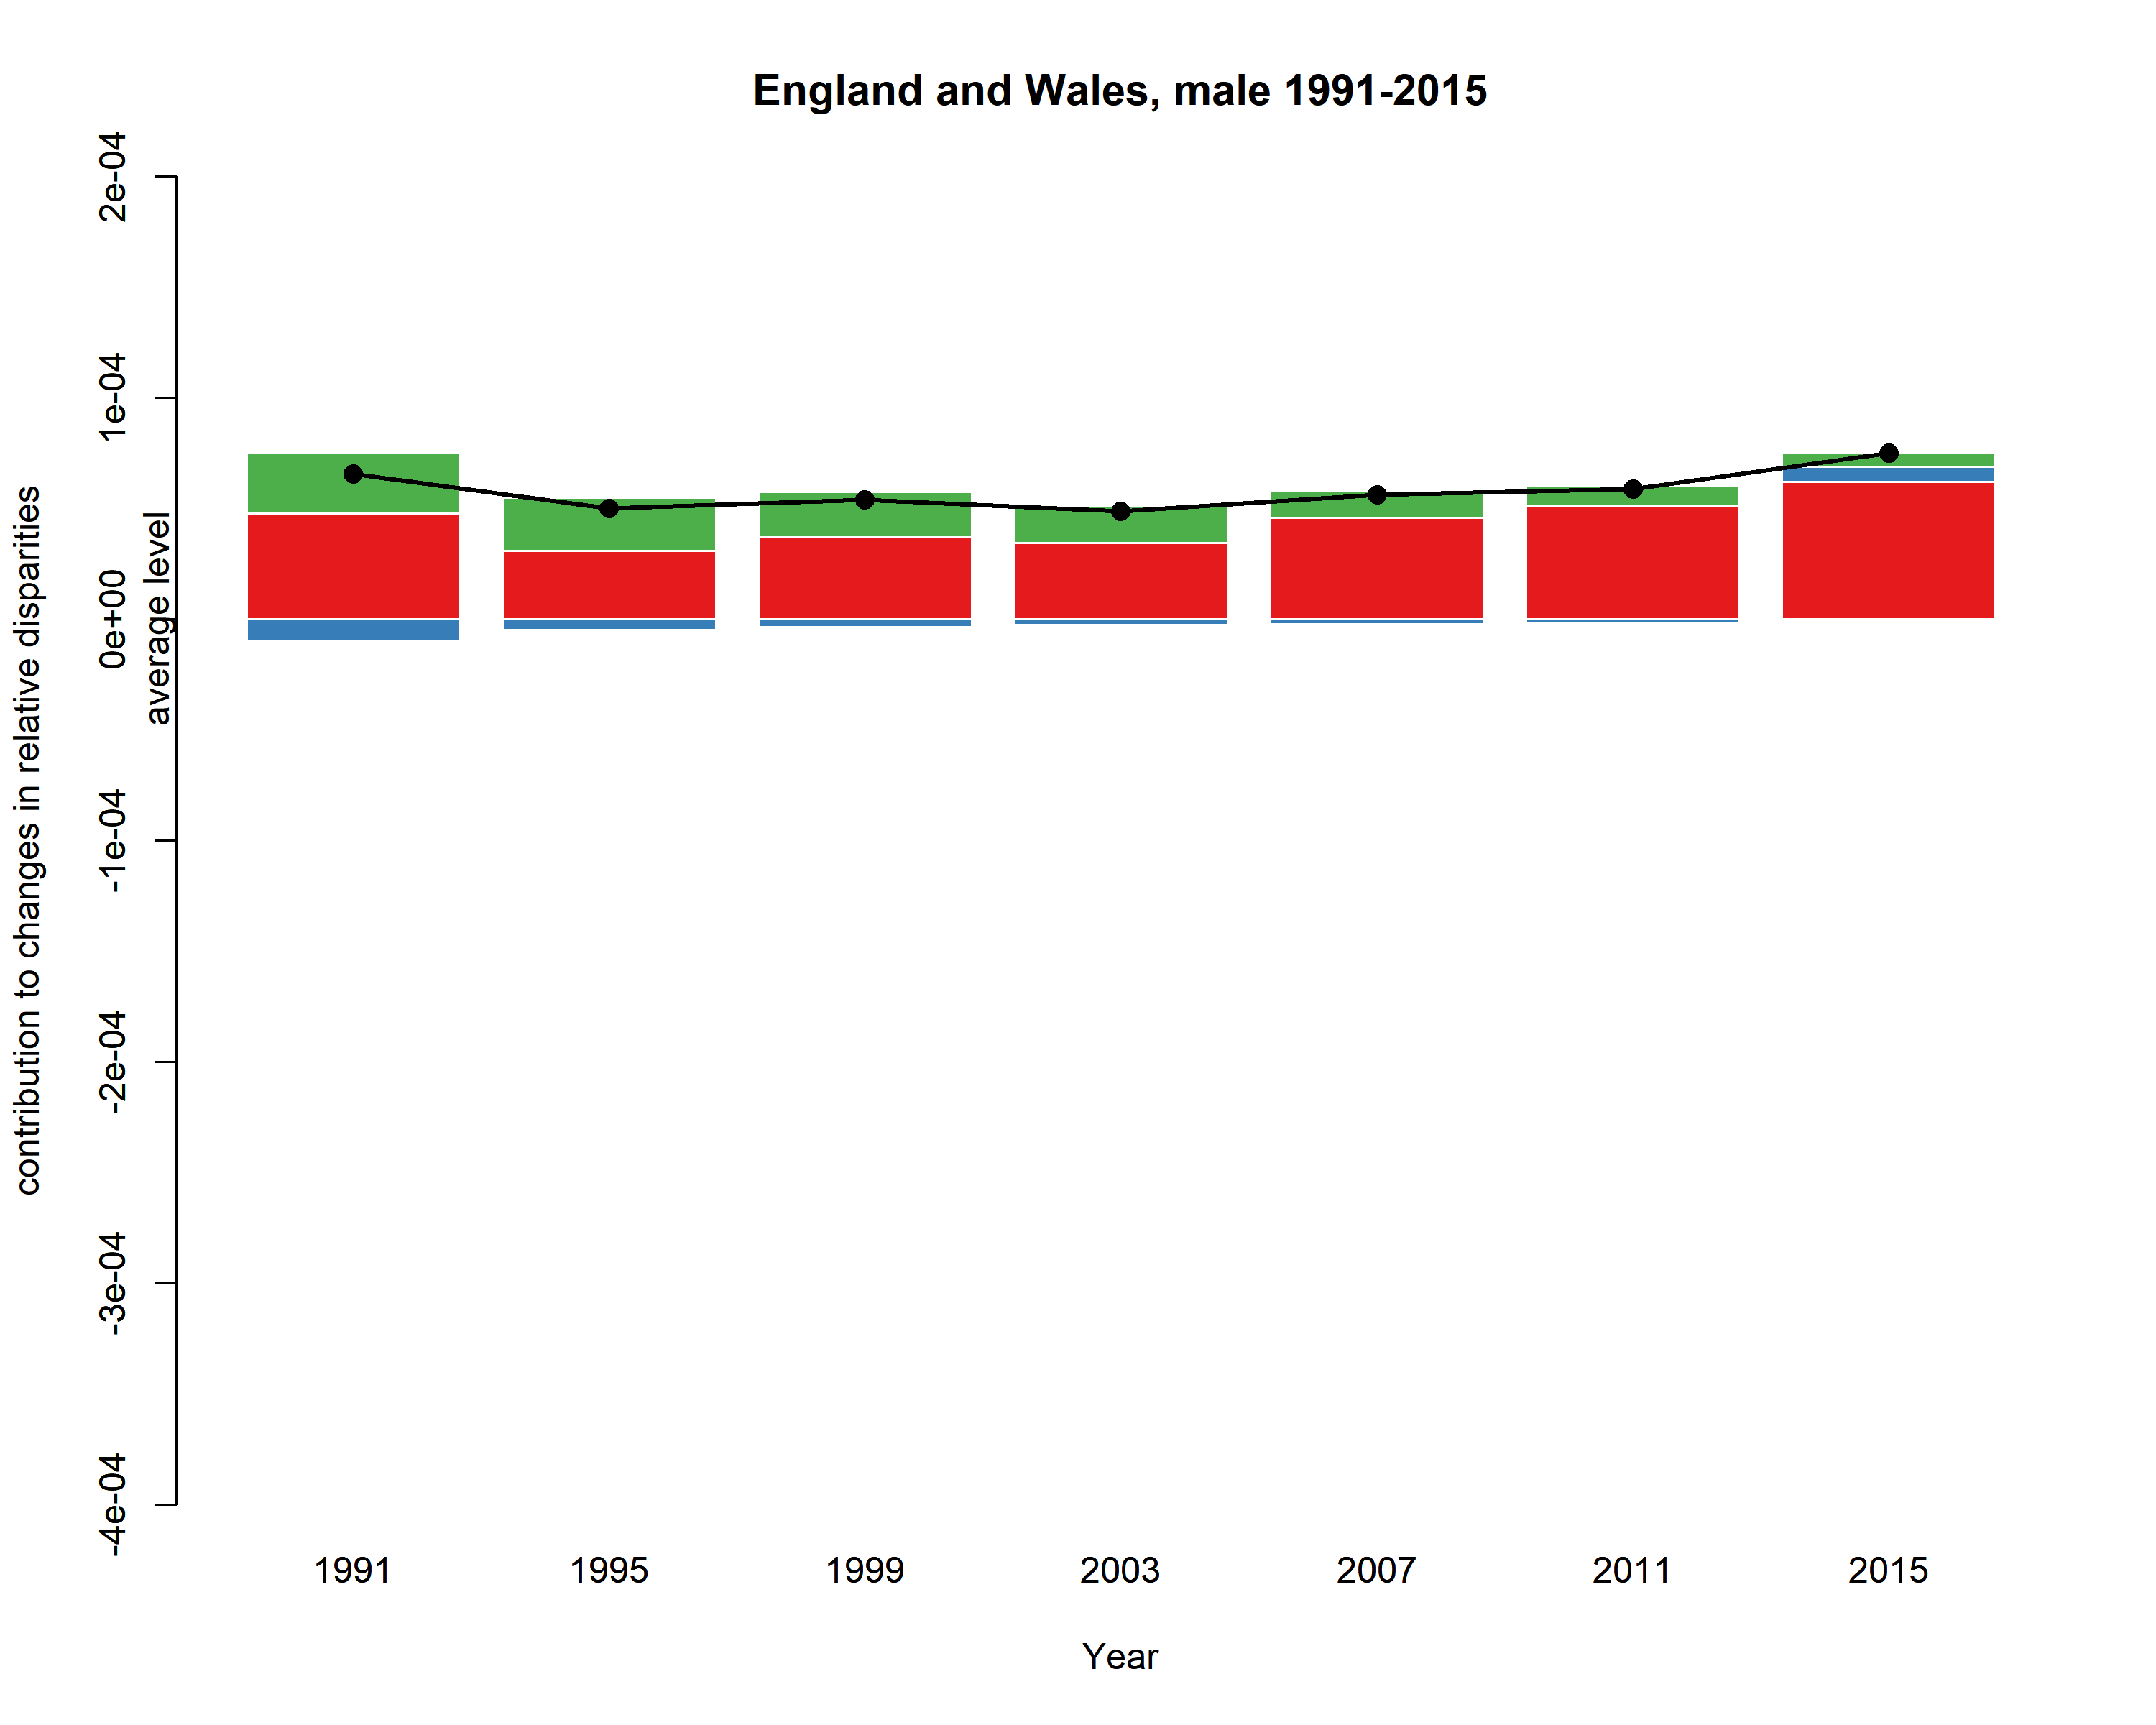 England and Wales, male 1991-2015
contribution to changes in relative disparities
average level
2e-04
1e-04
0e+00
-1e-04
-2e-04
-3e-04
-4e-04
1991
1995
1999
2003
2007
2011
2015
Year